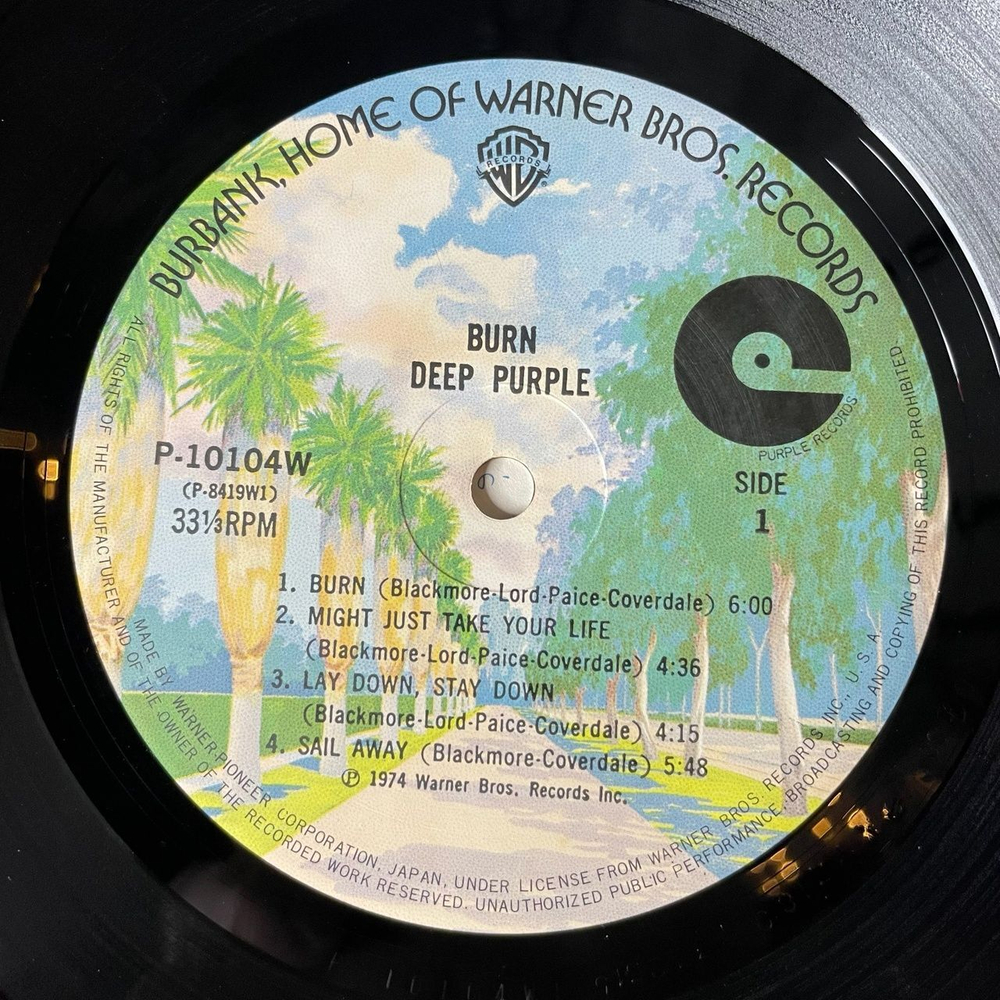 BURBANK, HOME OF WARNER BROS. RECORDS
RECORDS
BURN
DEEP PURPLE
PURPLE RECORDS
P-10104W
(P-8419W1)
33⅓RPM
SIDE
1
1. BURN (Blackmore-Lord-Paice-Coverdale) 6:00
2. MIGHT JUST TAKE YOUR LIFE
(Blackmore-Lord-Paice-Coverdale) 4:36
3. LAY DOWN, STAY DOWN
(Blackmore-Lord-Paice-Coverdale) 4:15
4. SAIL AWAY (Blackmore-Coverdale) 5:48
Ⓟ 1974 Warner Bros. Records Inc.
MADE BY WARNER-PIONEER CORPORATION, JAPAN, UNDER LICENSE FROM WARNER BROS. RECORDS INC., U.S.A.
ALL RIGHTS OF THE MANUFACTURER AND OF THE OWNER OF THE RECORDED WORK RESERVED. UNAUTHORIZED PUBLIC PERFORMANCE, BROADCASTING AND COPYING OF THIS RECORD PROHIBITED